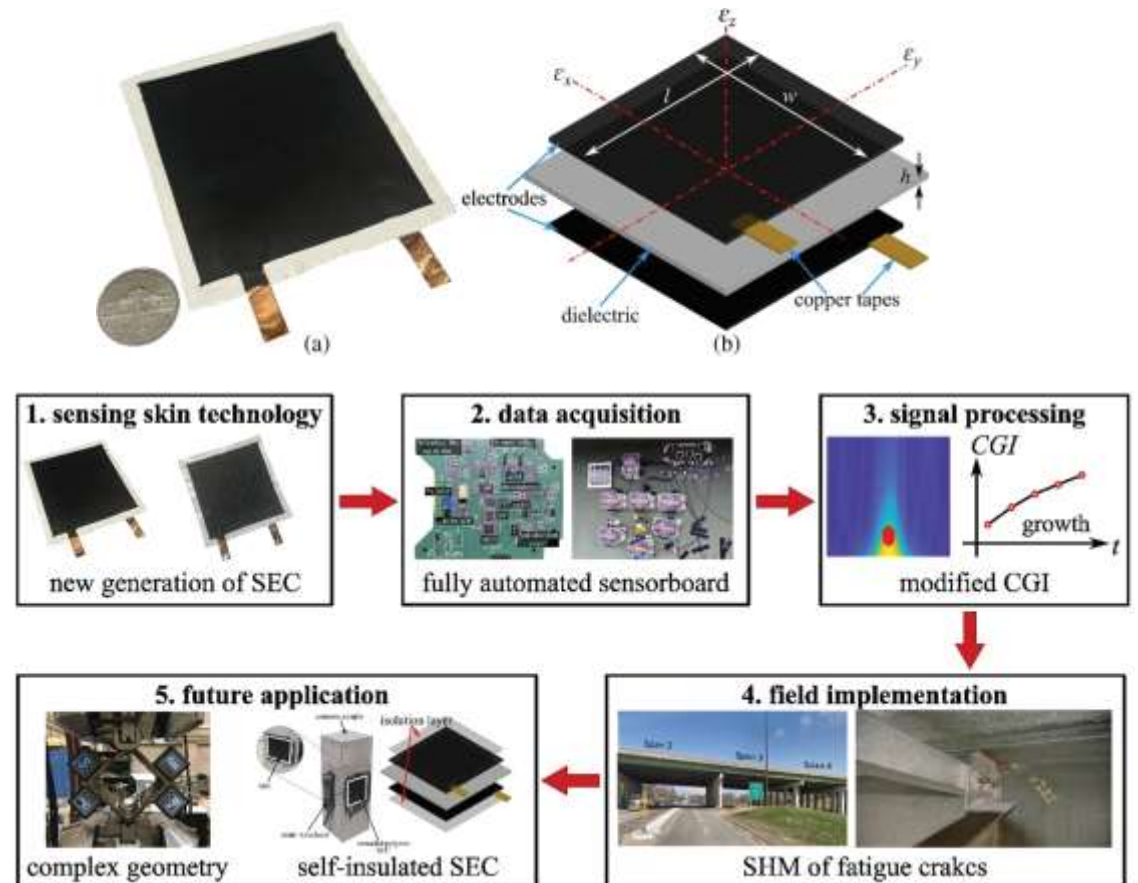 ε_z
ε_x
ε_y
l
w
h
electrodes
dielectric
copper tapes
(a)
(b)
1. sensing skin technology
new generation of SEC
2. data acquisition
fully automated sensorboard
3. signal processing
CGI
growth
t
modified CGI
5. future application
isolation layer
complex geometry
self-insulated SEC
4. field implementation
SHM of fatigue crakcs